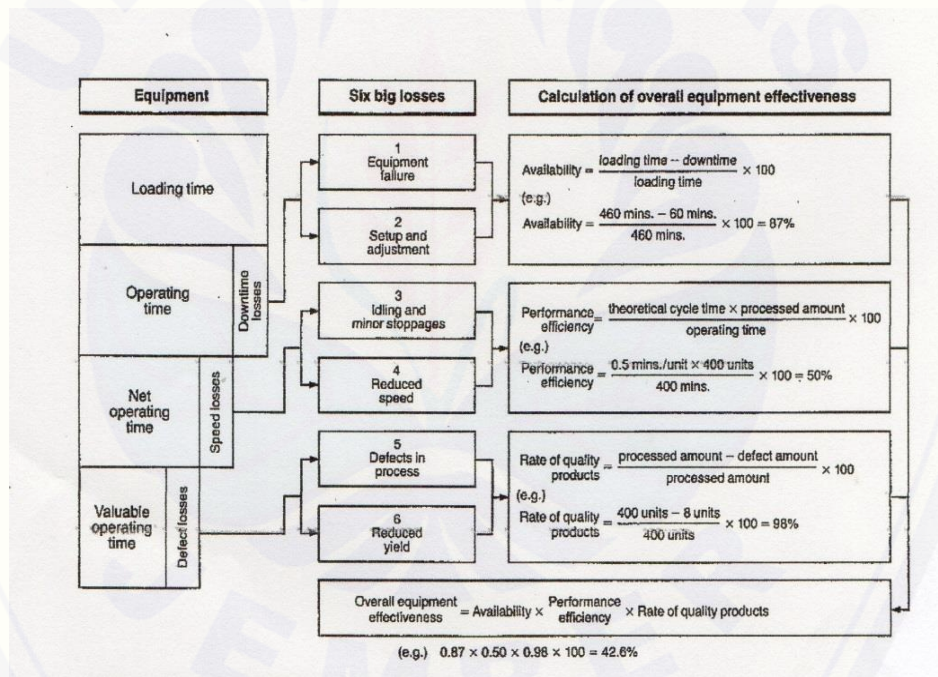 Equipment
Six big losses
Calculation of overall equipment effectiveness
Loading time
Operating
time
Downtime
losses
Net
operating
time
Speed losses
Valuable
operating
time
Defect losses
1
Equipment
failure
2
Setup and
adjustment
3
Idling and
minor stoppages
4
Reduced
speed
5
Defects in
process
6
Reduced
yield
Availability = loading time – downtime / loading time × 100
(e.g.)
Availability = 460 mins. – 60 mins. / 460 mins. × 100 = 87%
Performance efficiency = theoretical cycle time × processed amount / operating time × 100
(e.g.)
Performance efficiency = 0.5 mins./unit × 400 units / 400 mins. × 100 = 50%
Rate of quality products = processed amount – defect amount / processed amount × 100
(e.g.)
Rate of quality products = 400 units – 8 units / 400 units × 100 = 98%
Overall equipment effectiveness = Availability × Performance efficiency × Rate of quality products
(e.g.) 0.87 × 0.50 × 0.98 × 100 = 42.6%